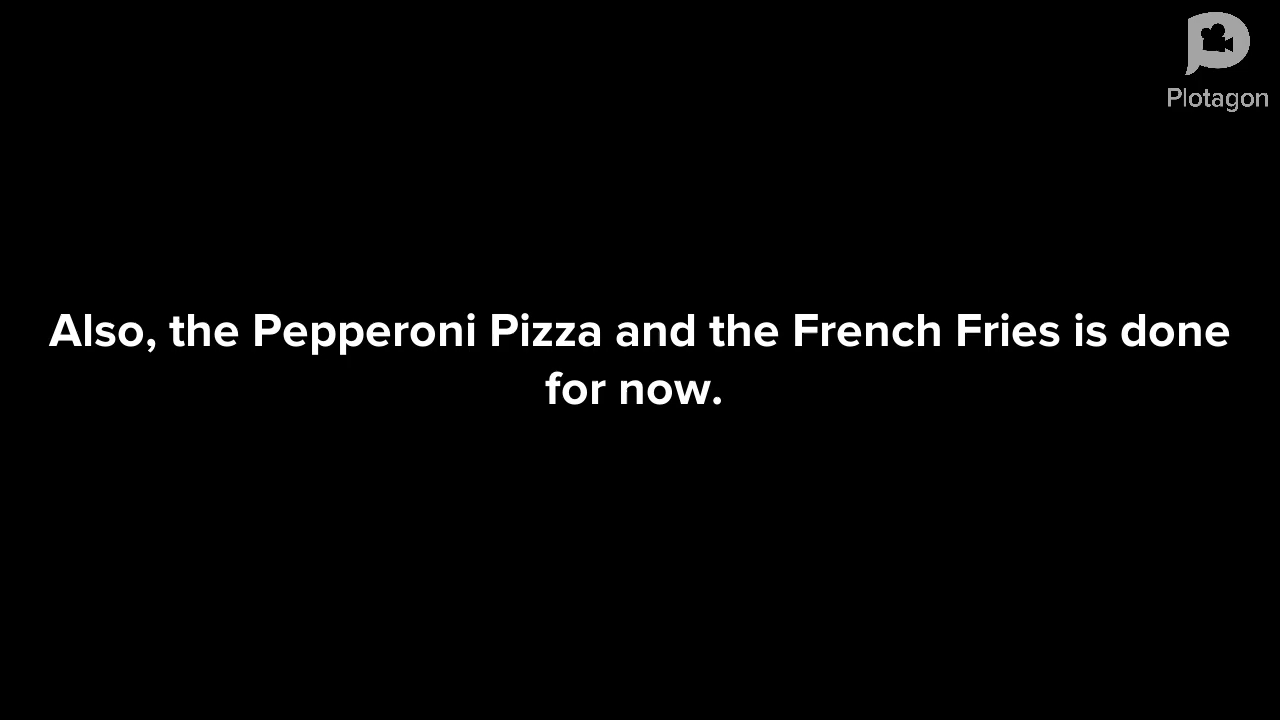 Plotagon
Also, the Pepperoni Pizza and the French Fries is done
for now.